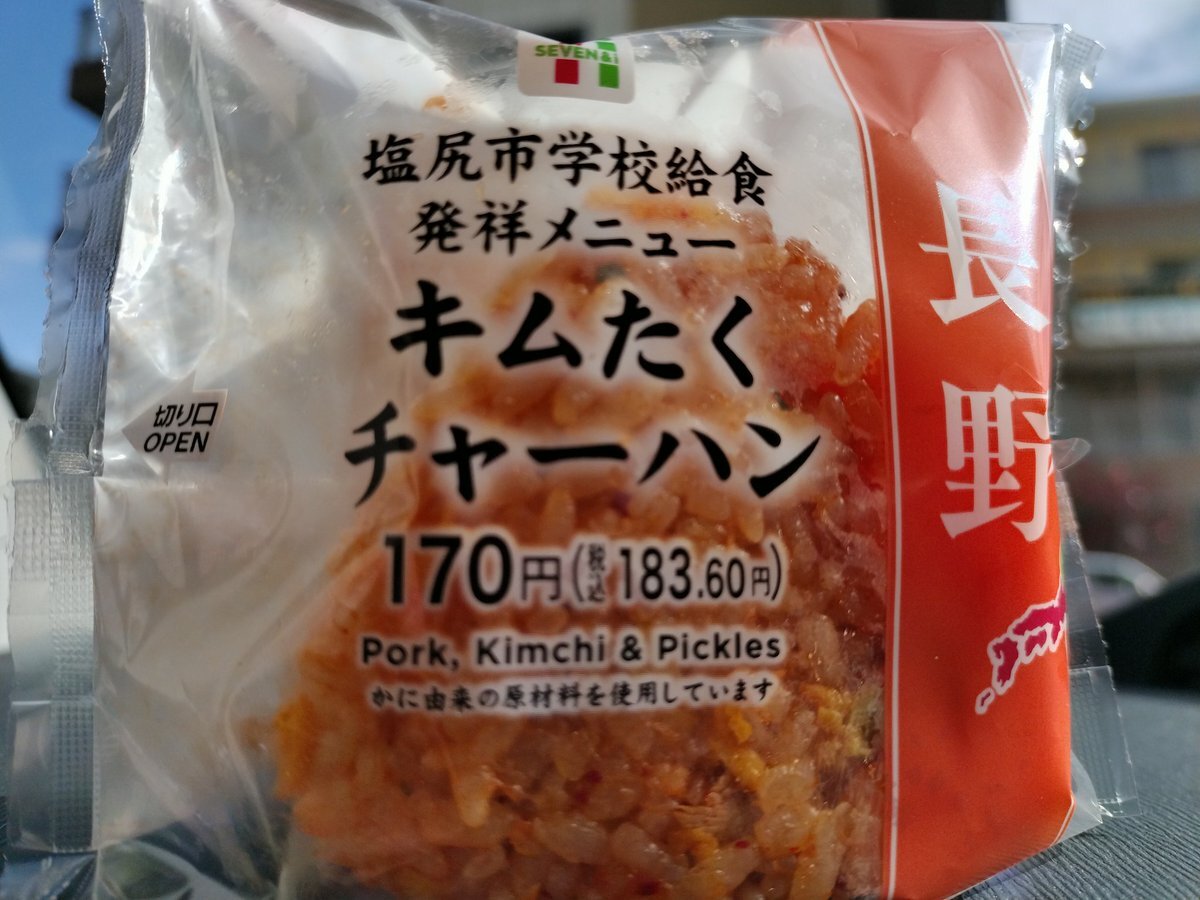 SEVEN&i
塩尻市学校給食
発祥メニュー
キムたく
チャーハン
170円(税込183.60円)
Pork, Kimchi & Pickles
かに由来の原材料を使用しています
切り口
OPEN
長野